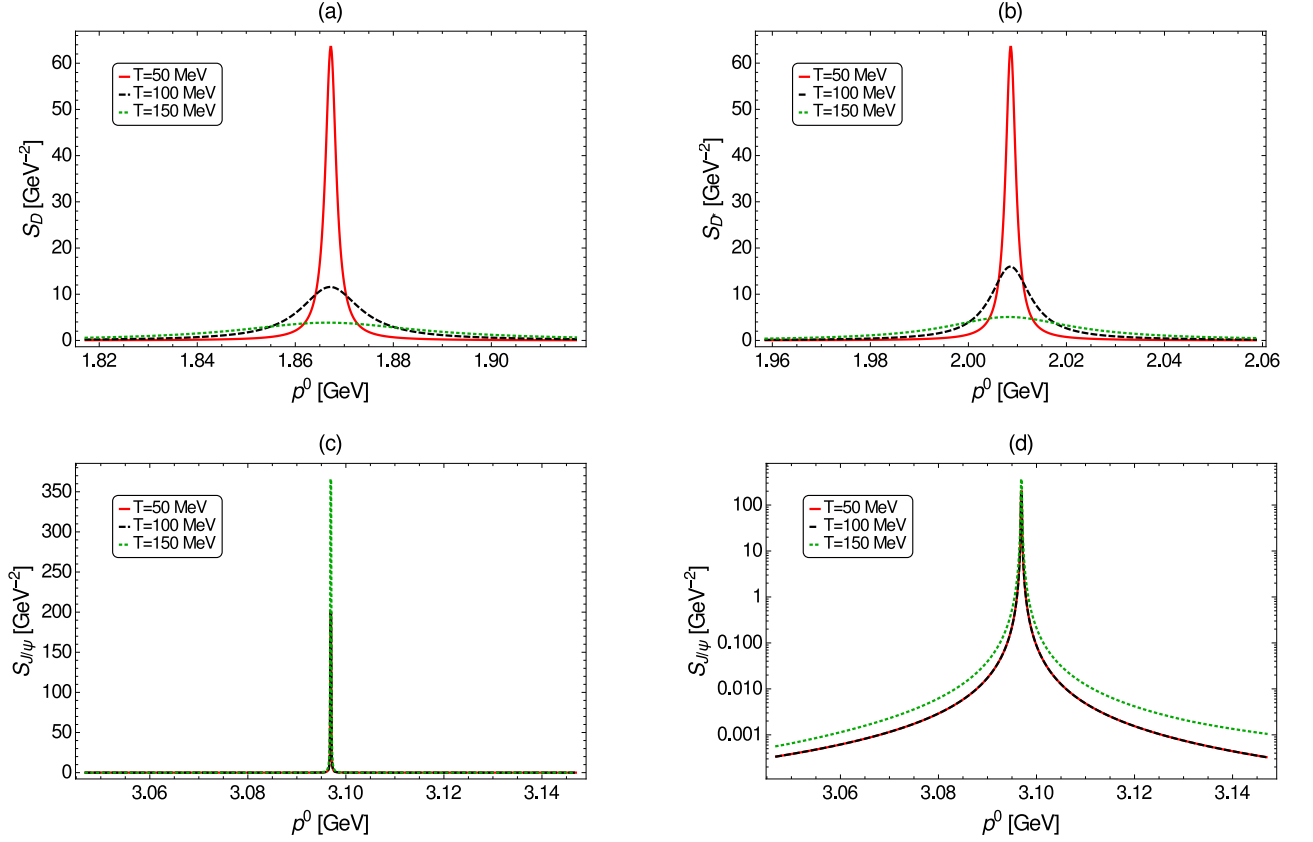 (a)
T=50 MeV
T=100 MeV
T=150 MeV
60
50
40
30
20
10
0
S_D [GeV⁻²]
1.82 1.84 1.86 1.88 1.90
p⁰ [GeV]
(b)
T=50 MeV
T=100 MeV
T=150 MeV
60
50
40
30
20
10
0
S_D* [GeV⁻²]
1.96 1.98 2.00 2.02 2.04 2.06
p⁰ [GeV]
(c)
T=50 MeV
T=100 MeV
T=150 MeV
350
300
250
200
150
100
50
0
S_J/ψ [GeV⁻²]
3.06 3.08 3.10 3.12 3.14
p⁰ [GeV]
(d)
T=50 MeV
T=100 MeV
T=150 MeV
100
10
1
0.100
0.010
0.001
S_J/ψ [GeV⁻²]
3.06 3.08 3.10 3.12 3.14
p⁰ [GeV]